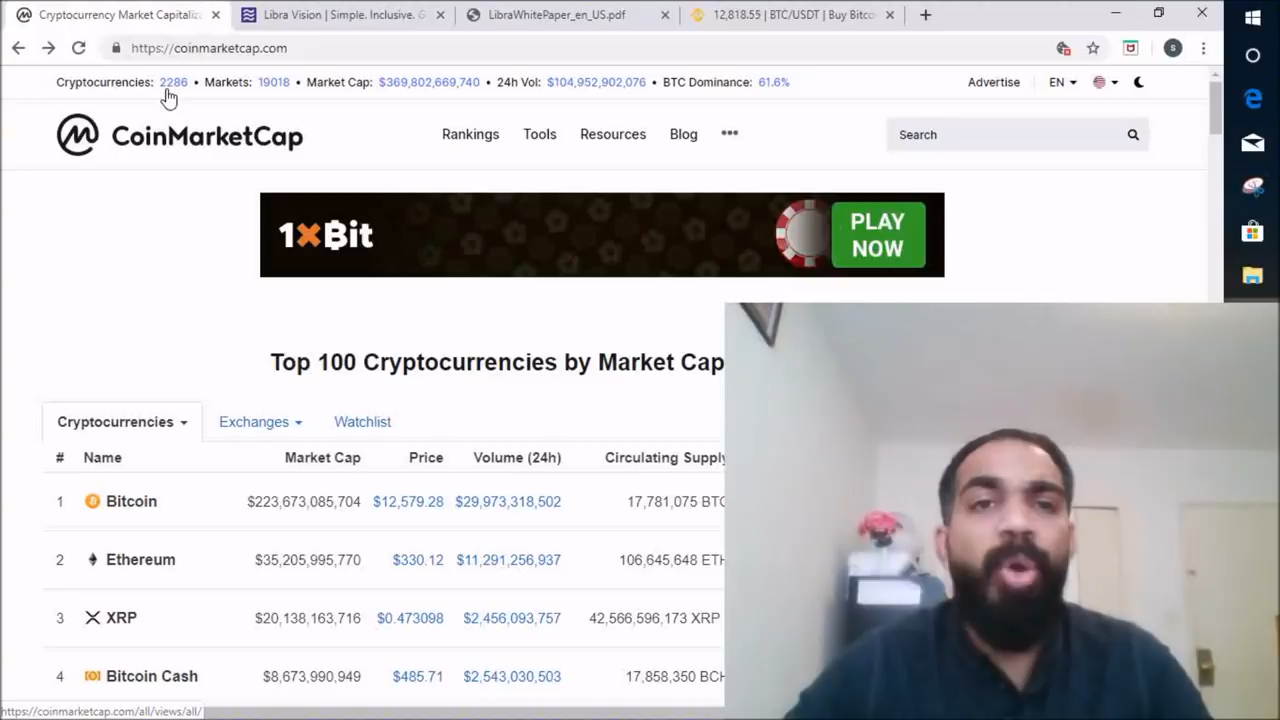 Cryptocurrency Market Capitaliz
Libra Vision | Simple. Inclusive. G
LibraWhitePaper_en_US.pdf
12,818.55 | BTC/USDT | Buy Bitco
https://coinmarketcap.com
Cryptocurrencies: 2286 • Markets: 19018 • Market Cap: $369,802,669,740 • 24h Vol: $104,952,902,076 • BTC Dominance: 61.6%
Advertise
EN
CoinMarketCap
Rankings
Tools
Resources
Blog
Search
1xBit
PLAY
NOW
Top 100 Cryptocurrencies by Market Cap
Cryptocurrencies
Exchanges
Watchlist
# Name Market Cap Price Volume (24h) Circulating Supply
1 Bitcoin $223,673,085,704 $12,579.28 $29,973,318,502 17,781,075 BTC
2 Ethereum $35,205,995,770 $330.12 $11,291,256,937 106,645,648 ETH
3 XRP $20,138,163,716 $0.473098 $2,456,093,757 42,566,596,173 XRP
4 Bitcoin Cash $8,673,990,949 $485.71 $2,543,030,503 17,858,350 BCH
https://coinmarketcap.com/all/views/all/